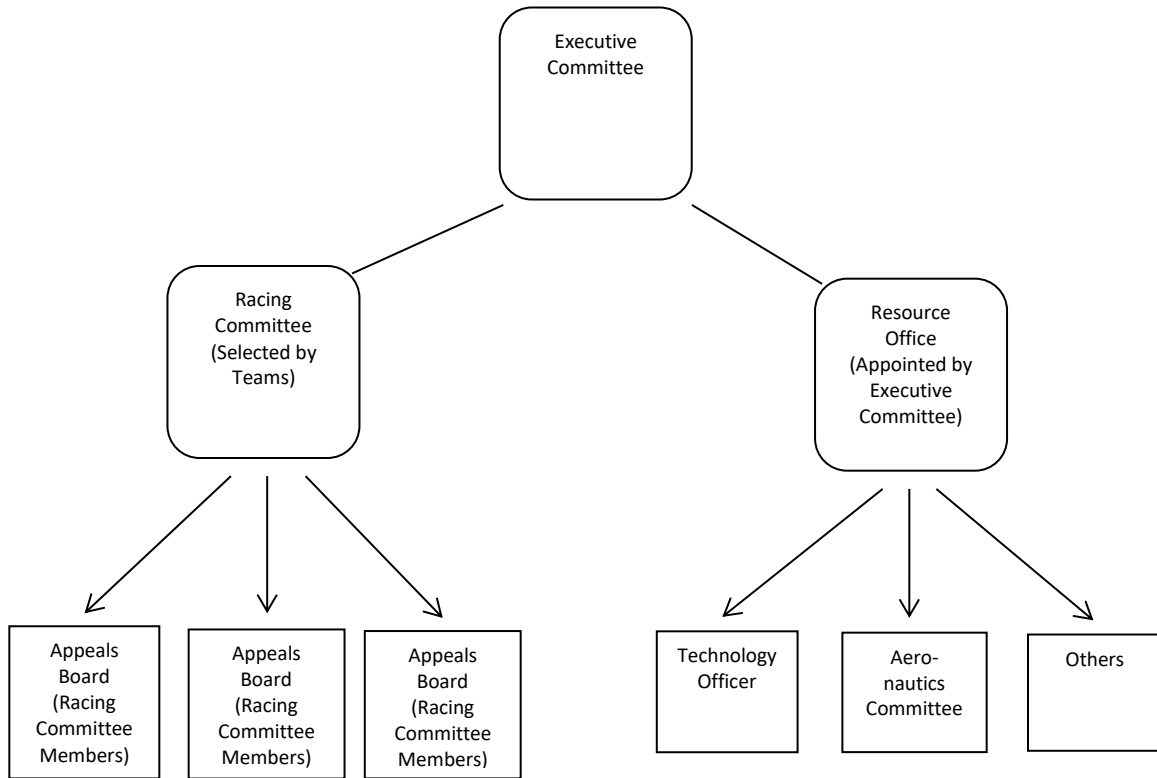 Executive
Committee
Racing
Committee
(Selected by
Teams)
Resource
Office
(Appointed by
Executive
Committee)
Appeals
Board
(Racing
Committee
Members)
Appeals
Board
(Racing
Committee
Members)
Appeals
Board
(Racing
Committee
Members)
Technology
Officer
Aero-
nautics
Committee
Others